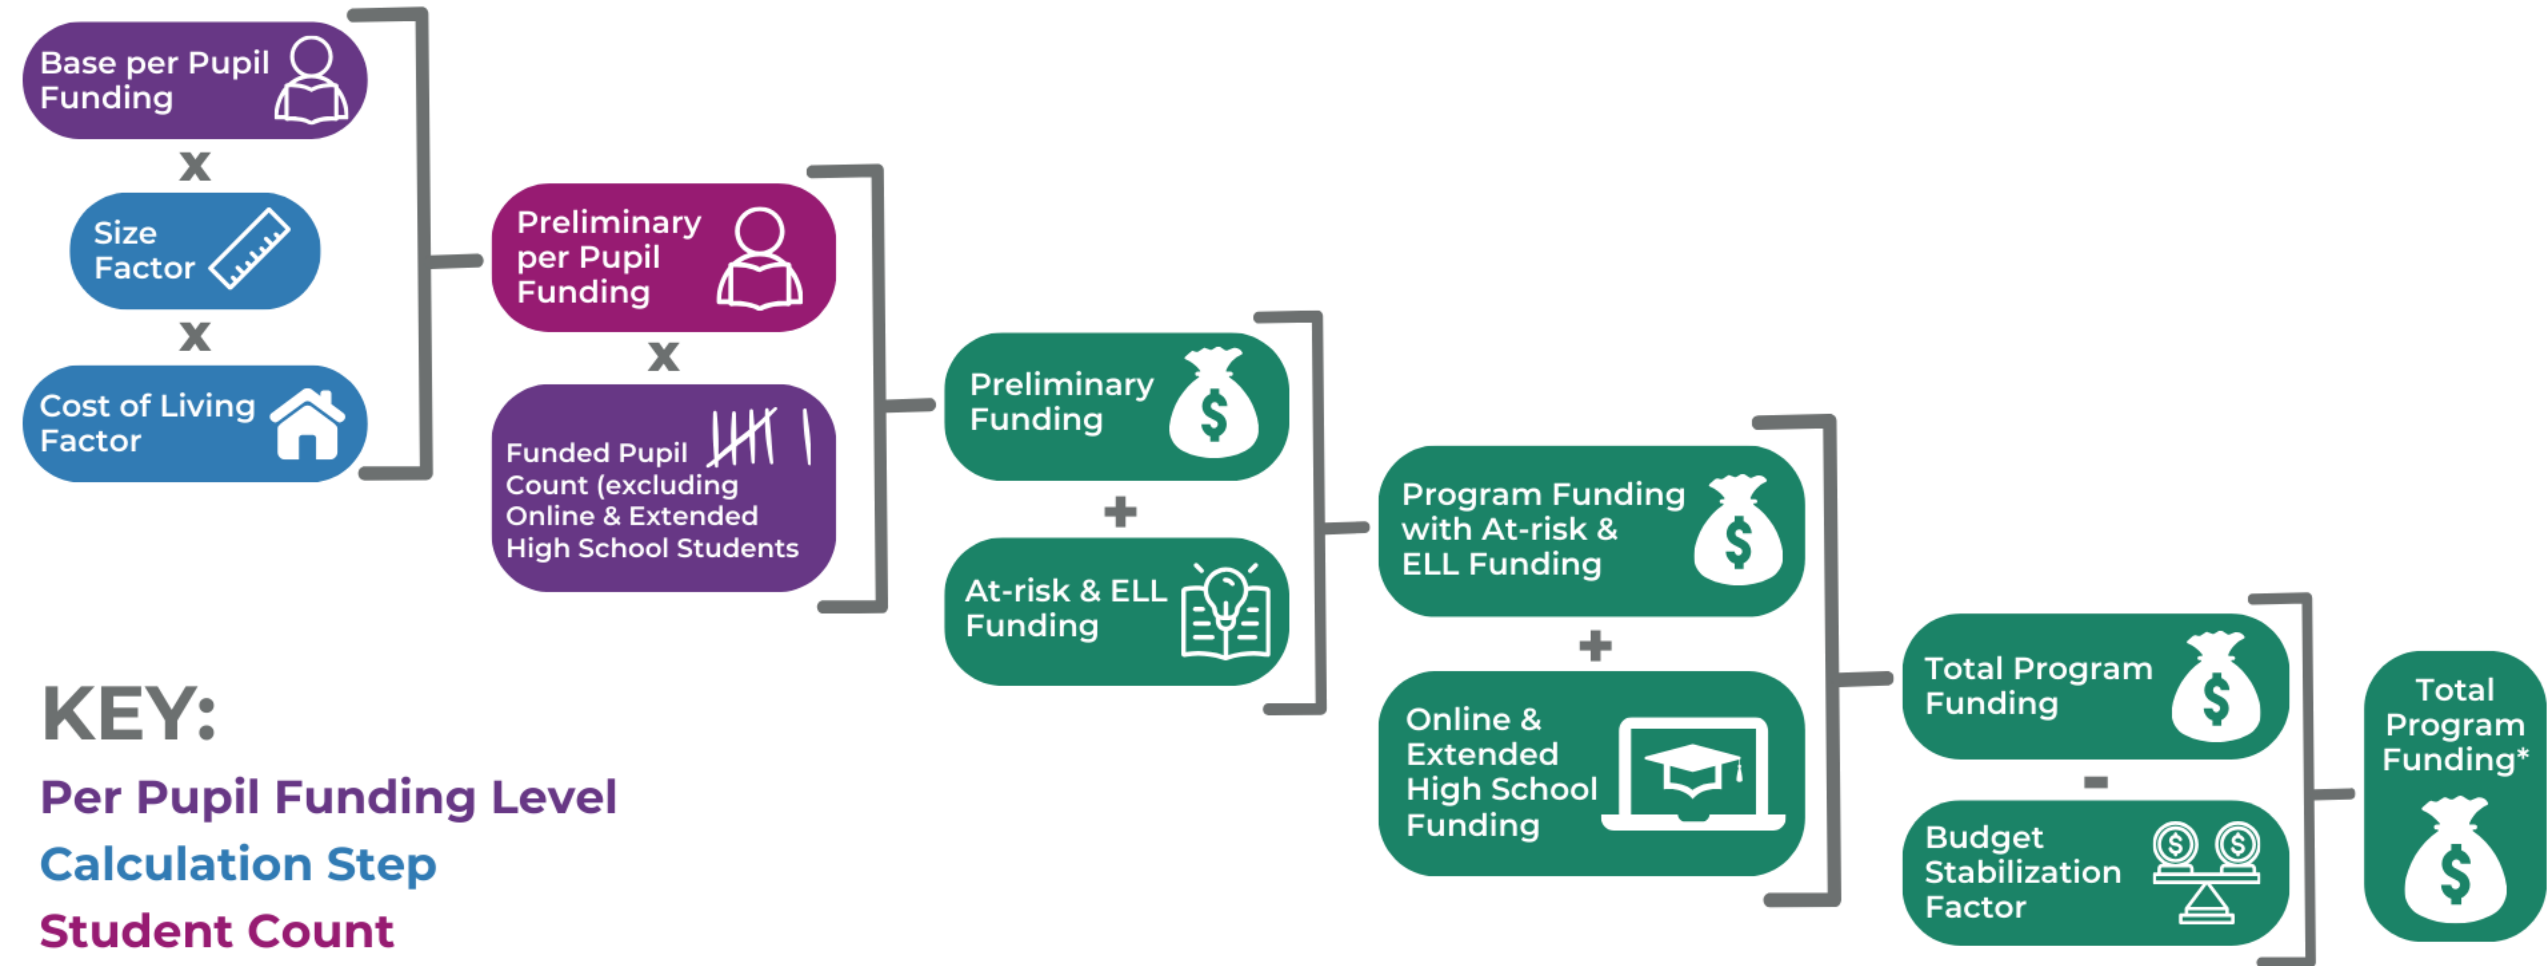 Base per Pupil
Funding
x
Size
Factor
x
Cost of Living
Factor
Preliminary
per Pupil
Funding
x
Funded Pupil
Count (excluding
Online & Extended
High School Students
Preliminary
Funding
$
+
At-risk & ELL
Funding
Program Funding
with At-risk &
ELL Funding
$
+
Online &
Extended
High School
Funding
Total Program
Funding
$
-
Budget
Stabilization
Factor
$ $
Total
Program
Funding*
$
KEY:
Per Pupil Funding Level
Calculation Step
Student Count